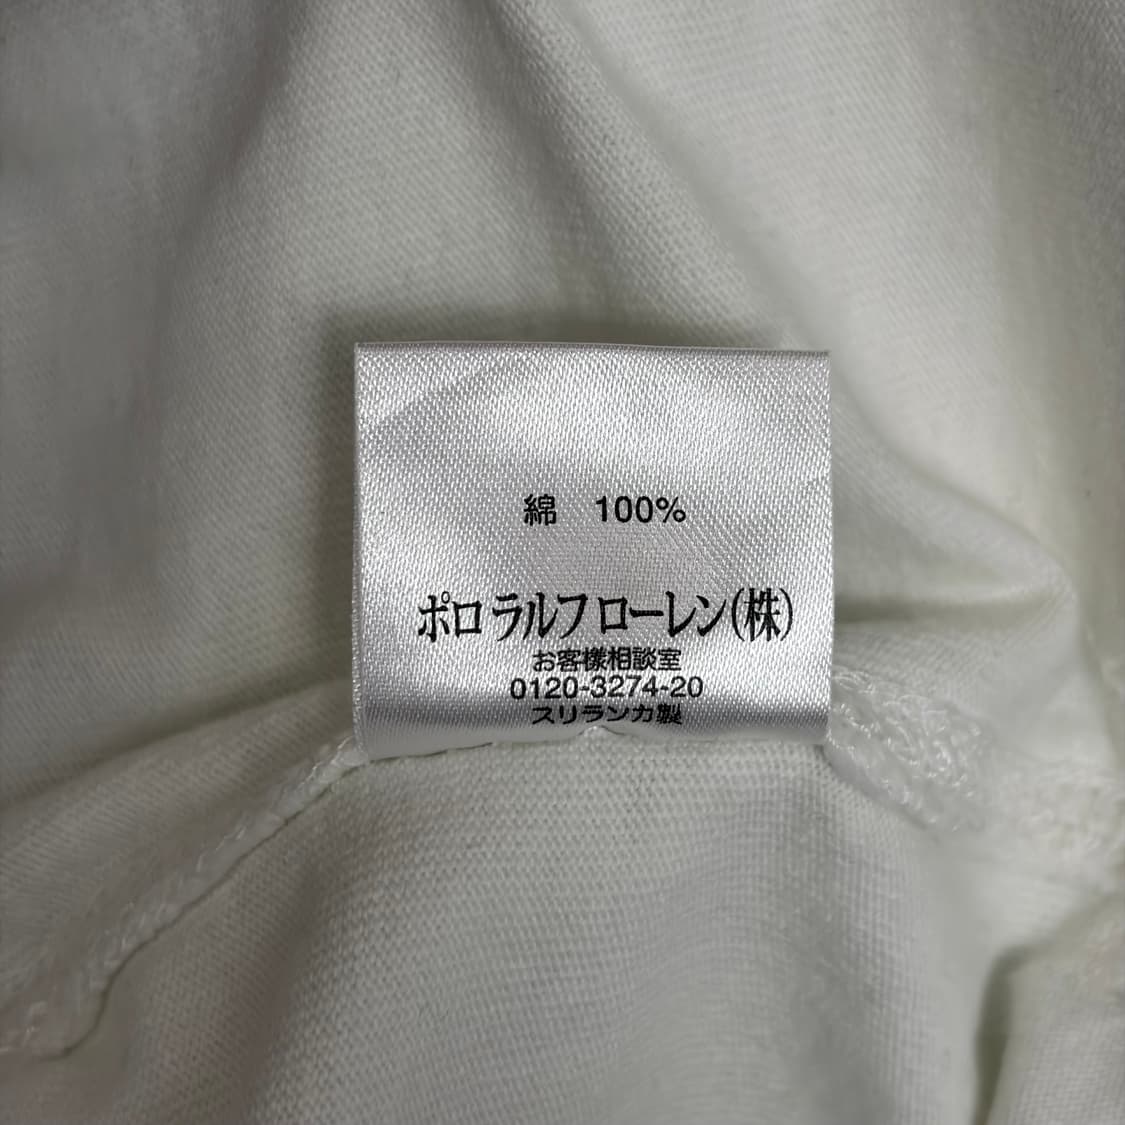 綿 100%
ポロ ラルフ ローレン(株)
お客様相談室
0120-3274-20
スリランカ製